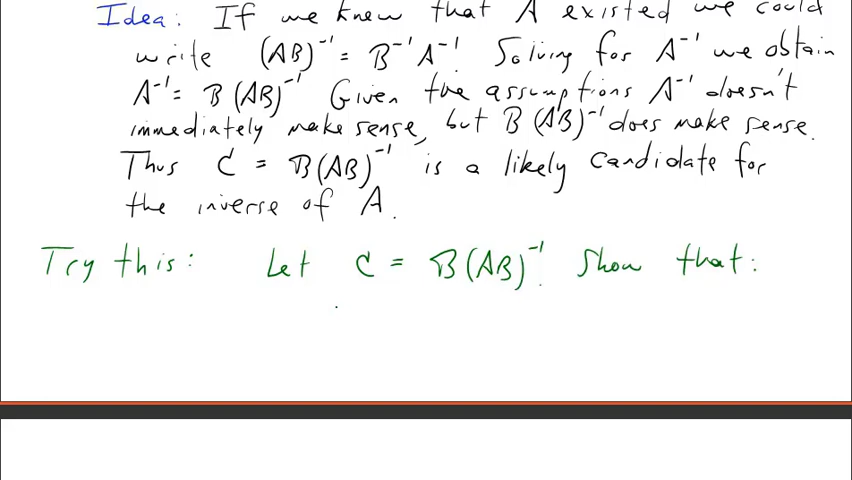 Idea: If we knew that A existed we could
write (AB)⁻¹ = B⁻¹A⁻¹. Solving for A⁻¹ we obtain
A⁻¹ = B(AB)⁻¹ Given the assumptions A⁻¹ doesn't
immediately make sense, but B(AB)⁻¹ does make sense.
Thus C = B(AB)⁻¹ is a likely candidate for
the inverse of A.
Try this: Let C = B(AB)⁻¹. Show that: